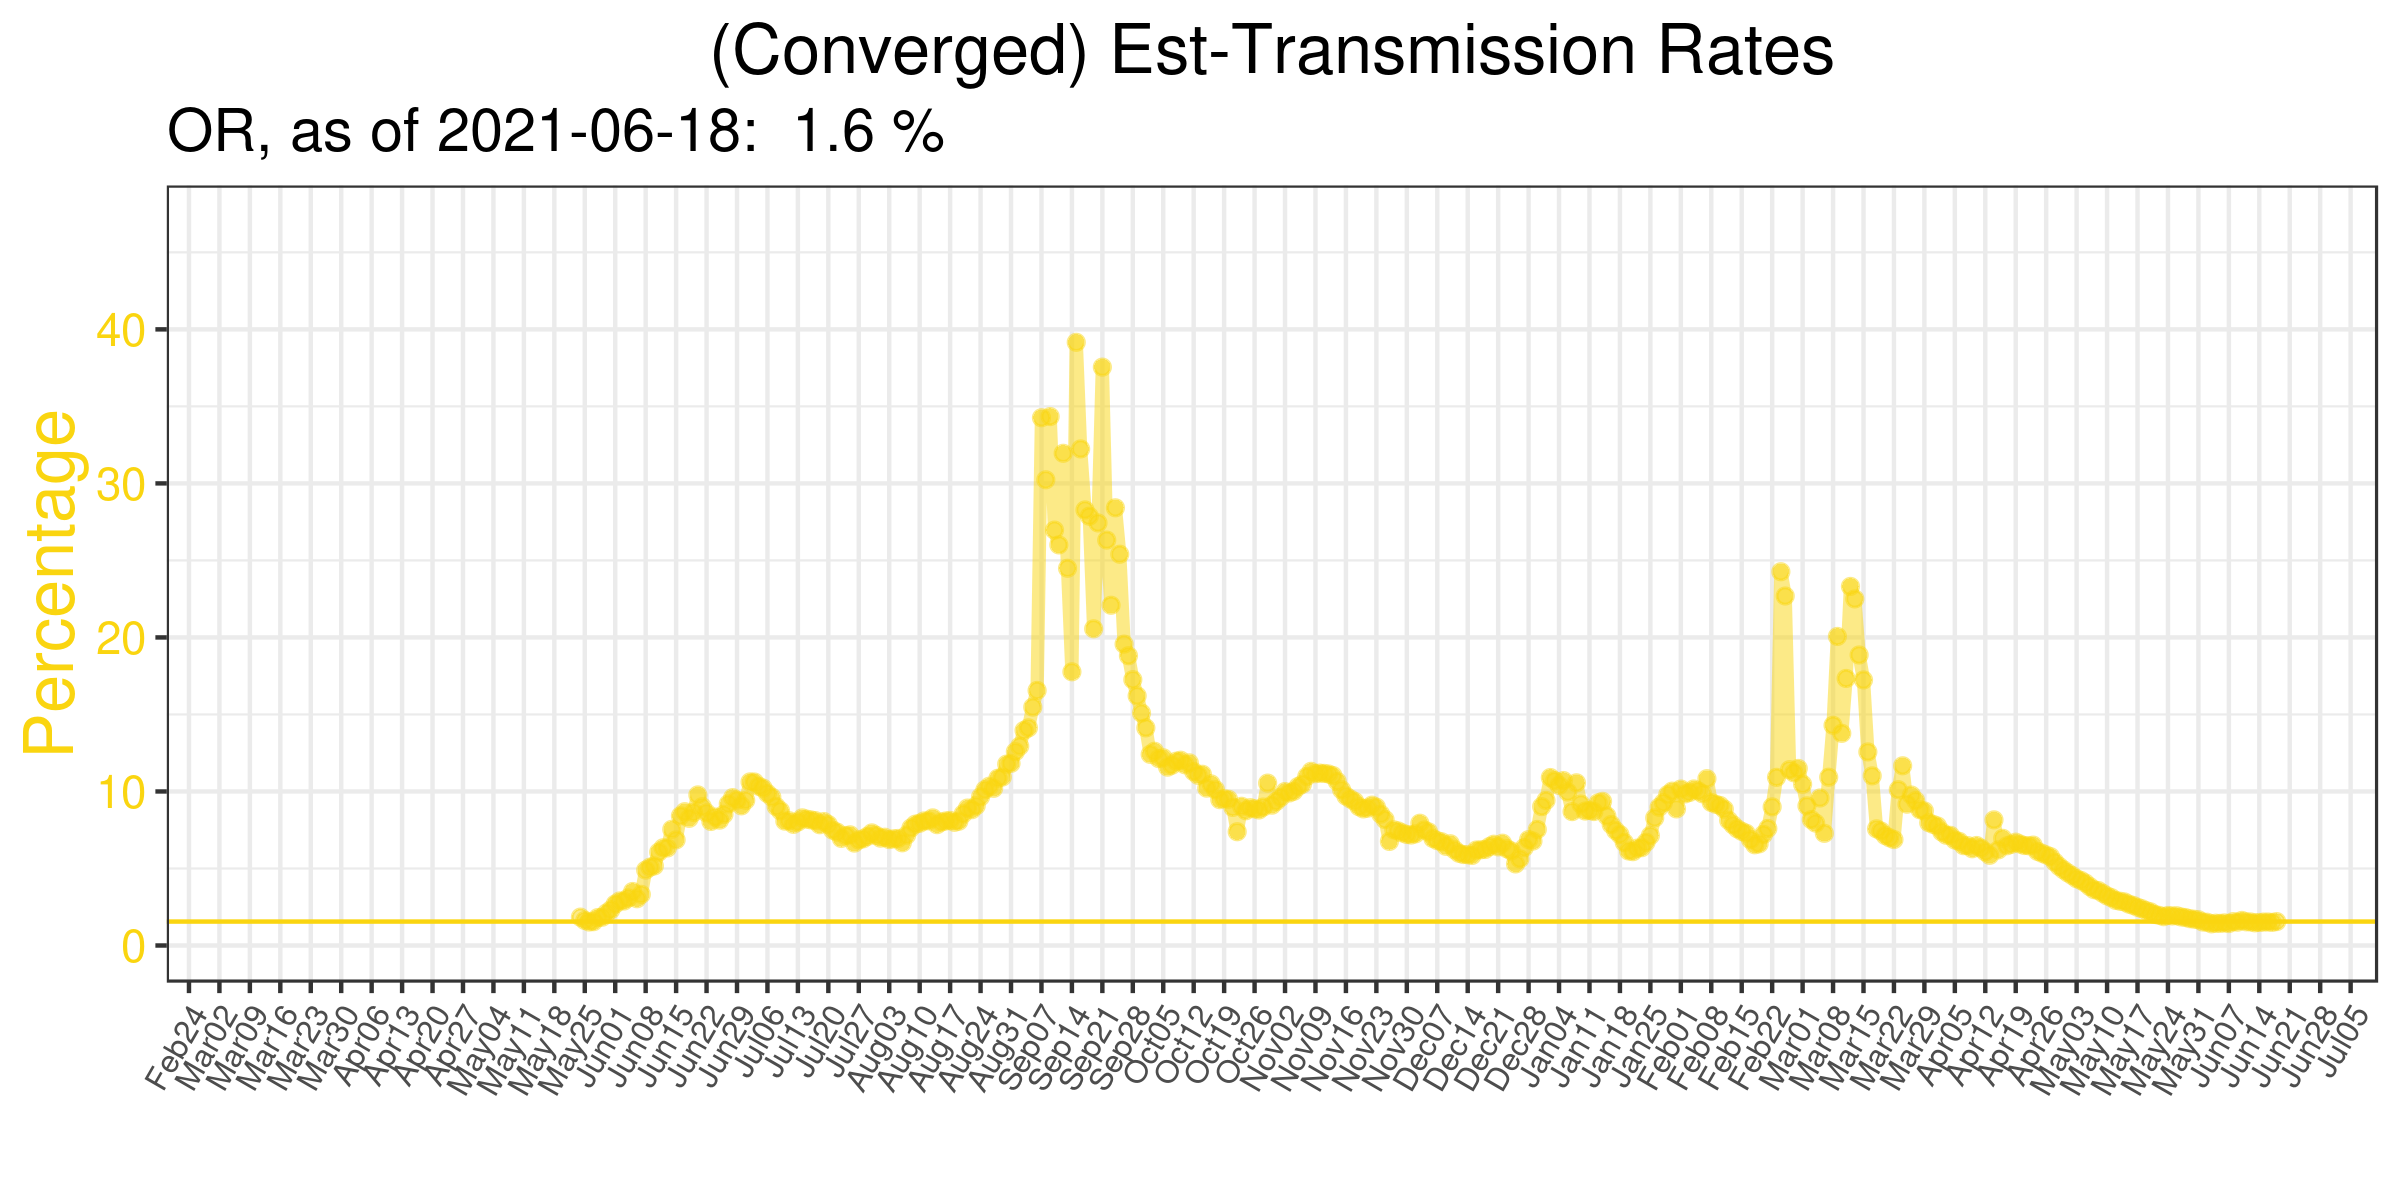 (Converged) Est-Transmission Rates
OR, as of 2021-06-18:  1.6 %
Percentage
40
30
20
10
0
Feb24
Mar02
Mar09
Mar16
Mar23
Mar30
Apr06
Apr13
Apr20
Apr27
May04
May11
May18
May25
Jun01
Jun08
Jun15
Jun22
Jun29
Jul06
Jul13
Jul20
Jul27
Aug03
Aug10
Aug17
Aug24
Aug31
Sep07
Sep14
Sep21
Sep28
Oct05
Oct12
Oct19
Oct26
Nov02
Nov09
Nov16
Nov23
Nov30
Dec07
Dec14
Dec21
Dec28
Jan04
Jan11
Jan18
Jan25
Feb01
Feb08
Feb15
Feb22
Mar01
Mar08
Mar15
Mar22
Mar29
Apr05
Apr12
Apr19
Apr26
May03
May10
May17
May24
May31
Jun07
Jun14
Jun21
Jun28
Jul05